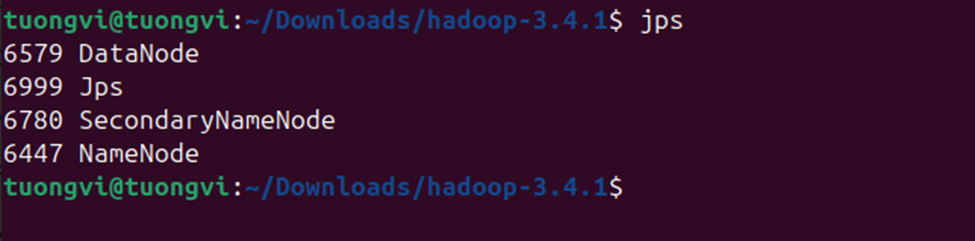 tuongvi@tuongvi:~/Downloads/hadoop-3.4.1$ jps
6579 DataNode
6999 Jps
6780 SecondaryNameNode
6447 NameNode
tuongvi@tuongvi:~/Downloads/hadoop-3.4.1$